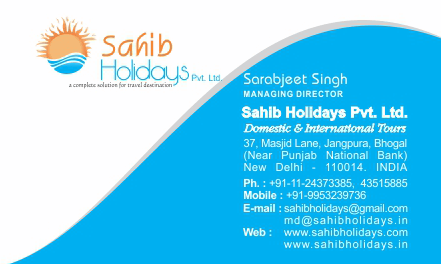 Sahib
Holidays Pvt. Ltd.
a complete solution for travel destination
Sarabjeet Singh
MANAGING DIRECTOR
Sahib Holidays Pvt. Ltd.
Domestic & International Tours
37, Masjid Lane, Jangpura, Bhogal
(Near Punjab National Bank)
New Delhi - 110014. INDIA
Ph. : +91-11-24373385, 43515885
Mobile : +91-9953239736
E-mail : sahibholidays@gmail.com
md@sahibholidays.in
Web : www.sahibholidays.com
www.sahibholidays.in